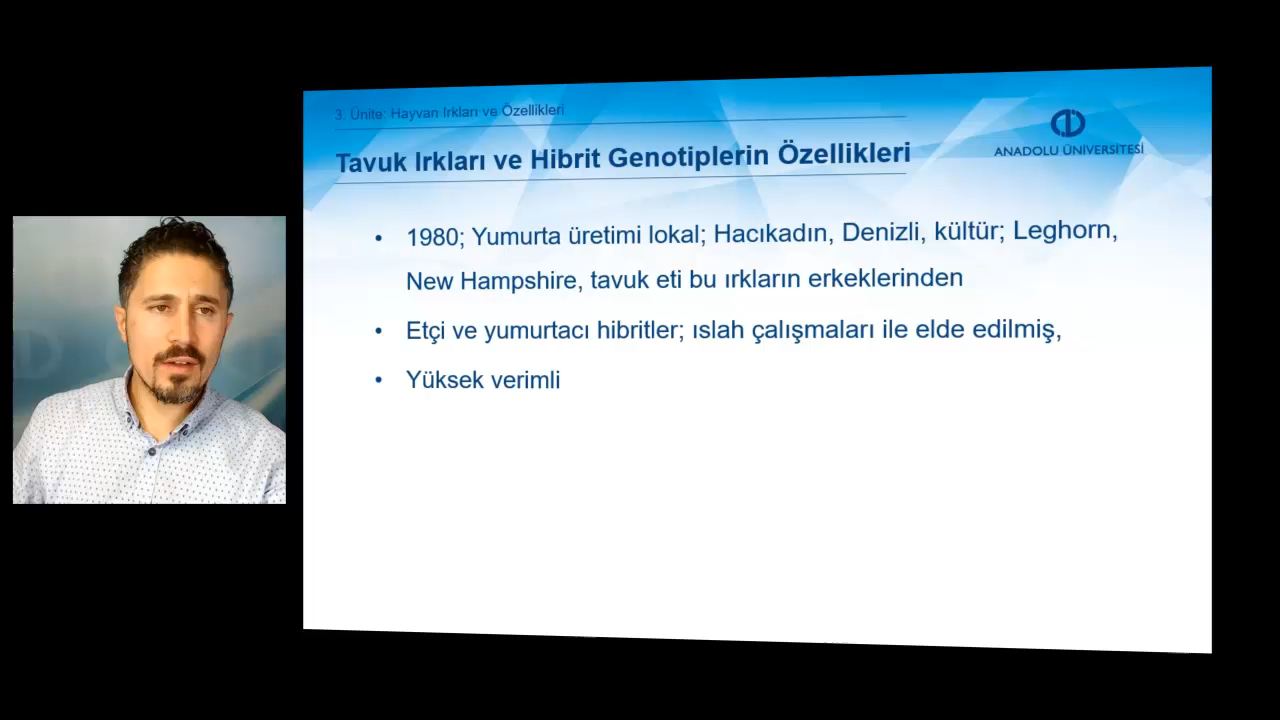 3. Ünite: Hayvan Irkları ve Özellikleri
Tavuk Irkları ve Hibrit Genotiplerin Özellikleri
ANADOLU ÜNİVERSİTESİ
• 1980; Yumurta üretimi lokal; Hacıkadın, Denizli, kültür; Leghorn,
New Hampshire, tavuk eti bu ırkların erkeklerinden
• Etçi ve yumurtacı hibritler; ıslah çalışmaları ile elde edilmiş,
• Yüksek verimli